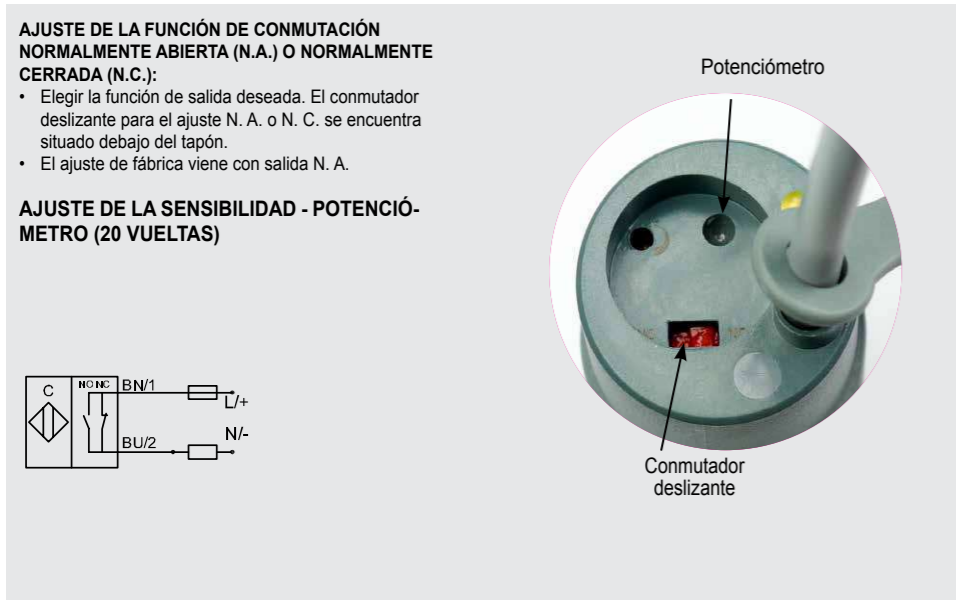 AJUSTE DE LA FUNCIÓN DE CONMUTACIÓN
NORMALMENTE ABIERTA (N.A.) O NORMALMENTE
CERRADA (N.C.):
• Elegir la función de salida deseada. El conmutador
deslizante para el ajuste N. A. o N. C. se encuentra
situado debajo del tapón.
• El ajuste de fábrica viene con salida N. A.
AJUSTE DE LA SENSIBILIDAD - POTENCIÓ-
METRO (20 VUELTAS)
Potenciómetro
Conmutador
deslizante
C
NO NC
BN/1
L/+
BU/2
N/-